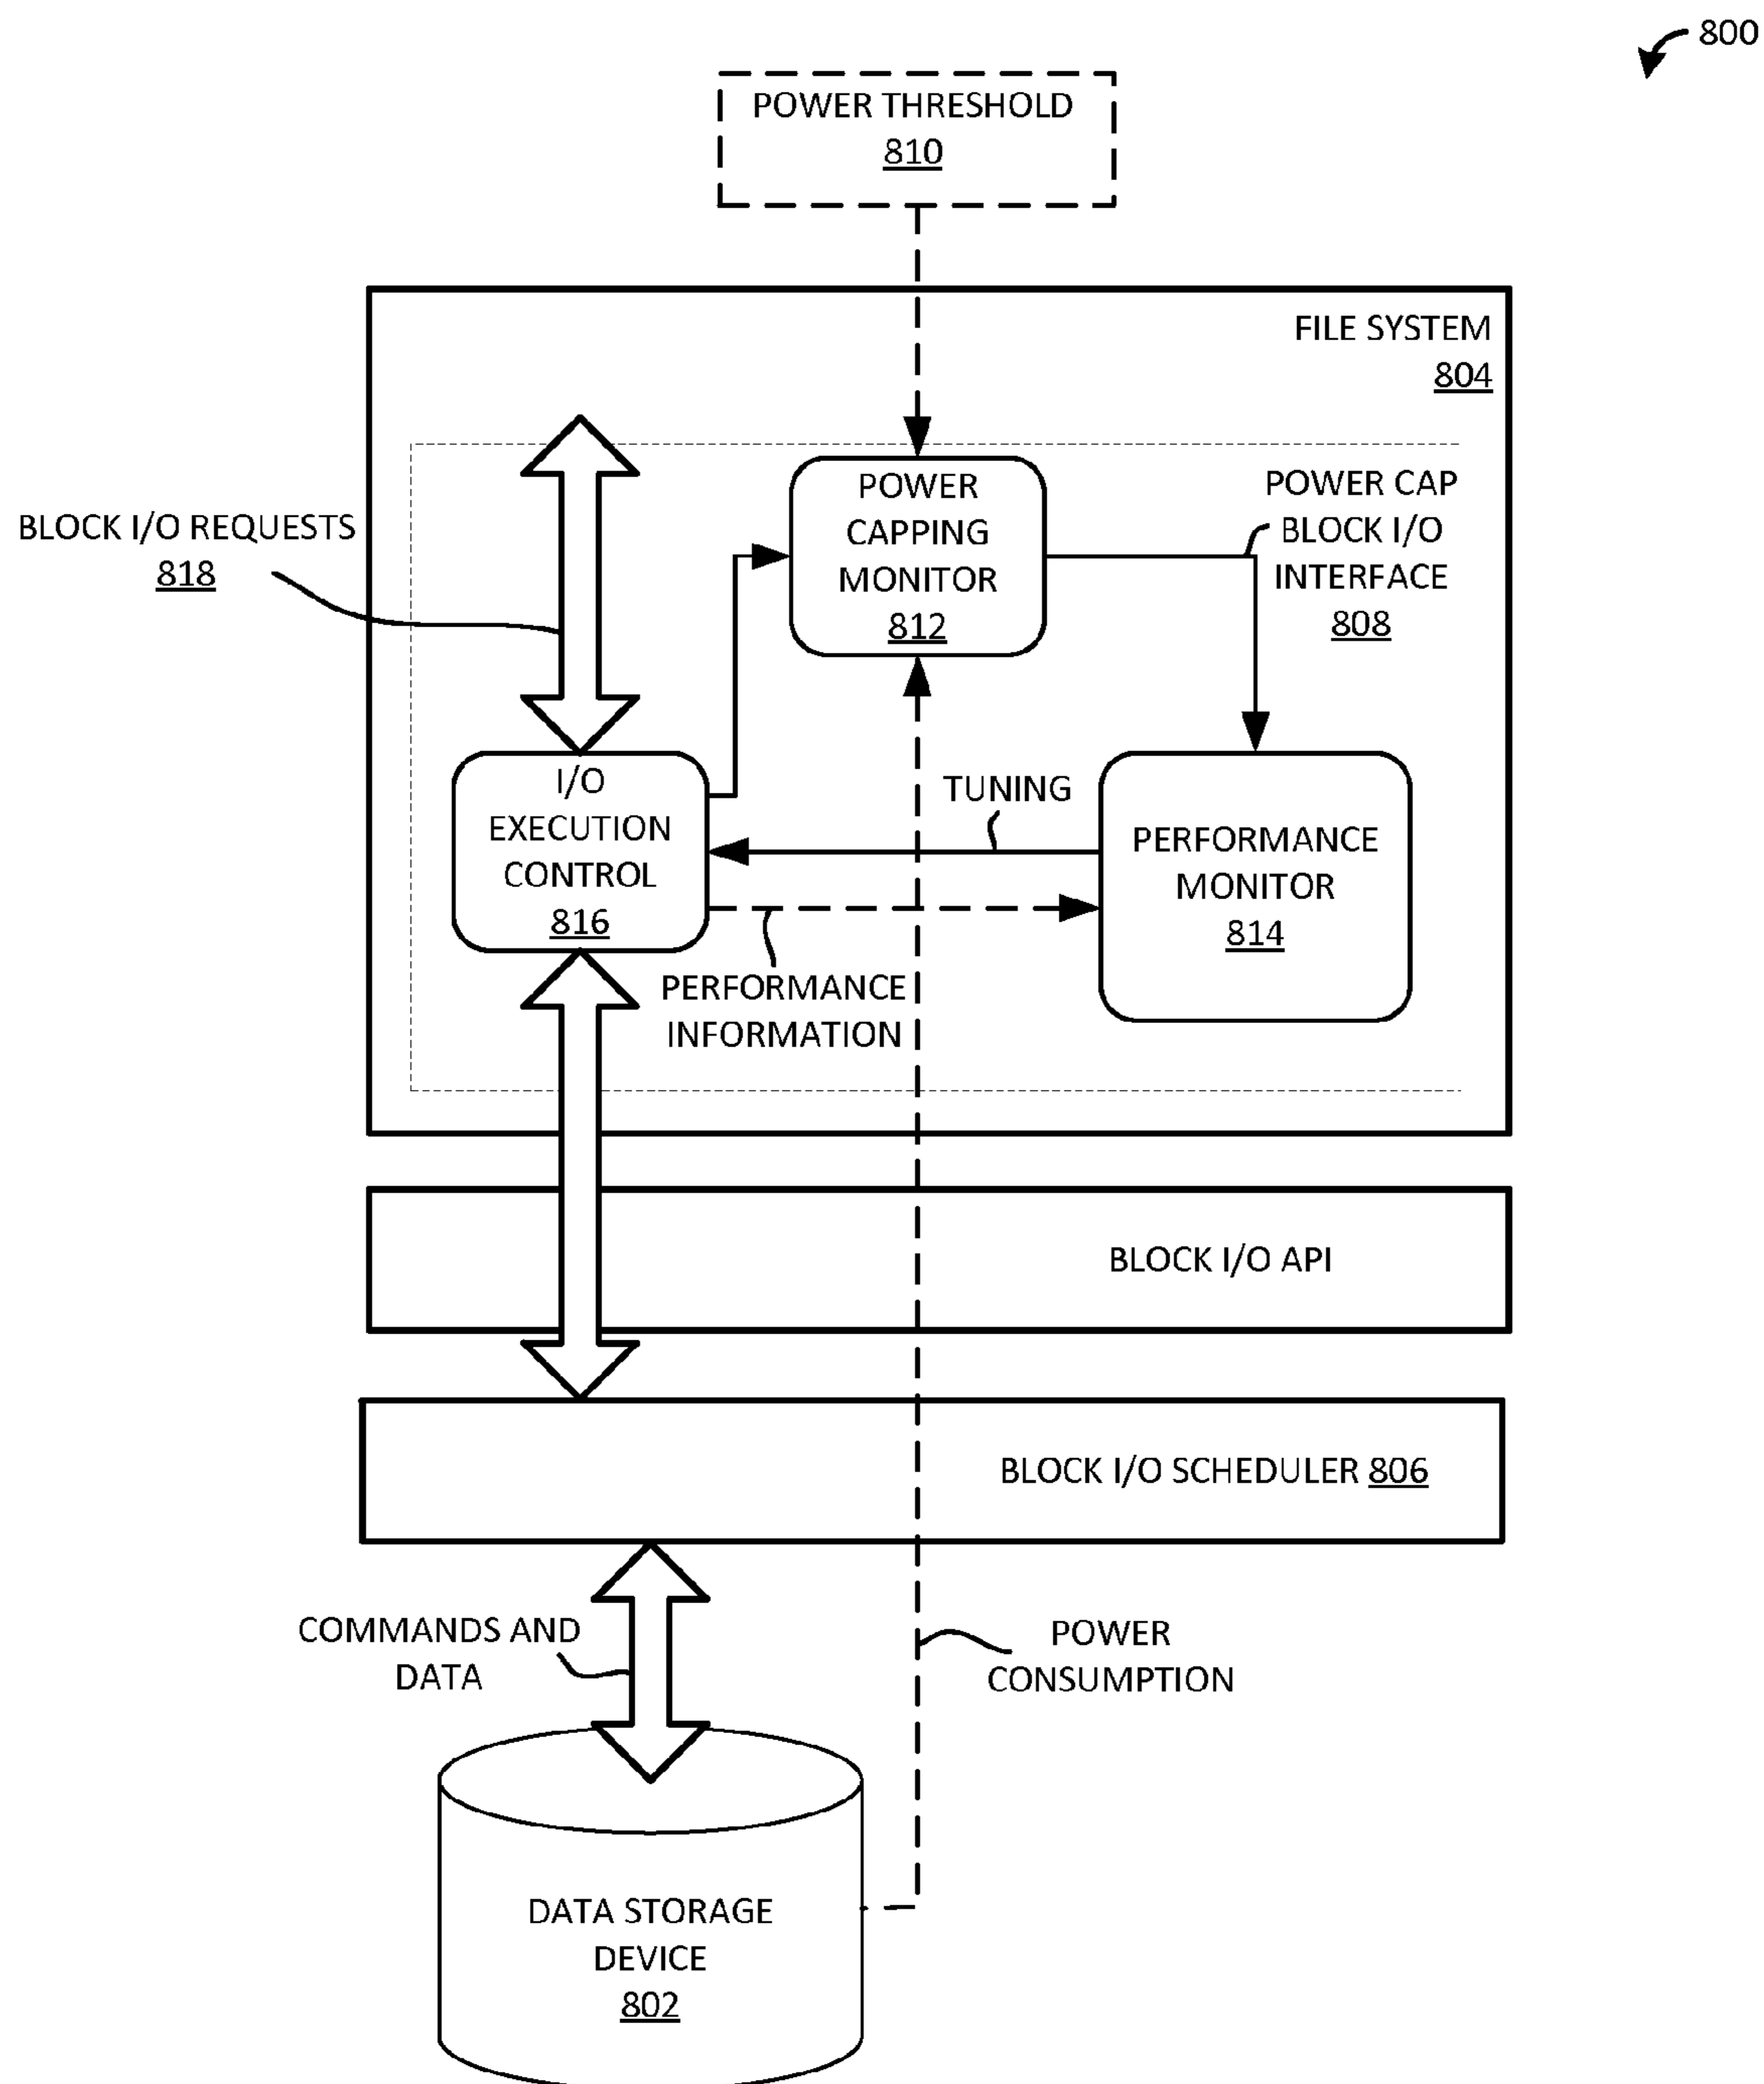 800
POWER THRESHOLD
810
FILE SYSTEM
804
BLOCK I/O REQUESTS
818
POWER
CAPPING
MONITOR
812
POWER CAP
BLOCK I/O
INTERFACE
808
I/O
EXECUTION
CONTROL
816
TUNING
PERFORMANCE
MONITOR
814
PERFORMANCE
INFORMATION
BLOCK I/O API
BLOCK I/O SCHEDULER 806
COMMANDS AND
DATA
POWER
CONSUMPTION
DATA STORAGE
DEVICE
802